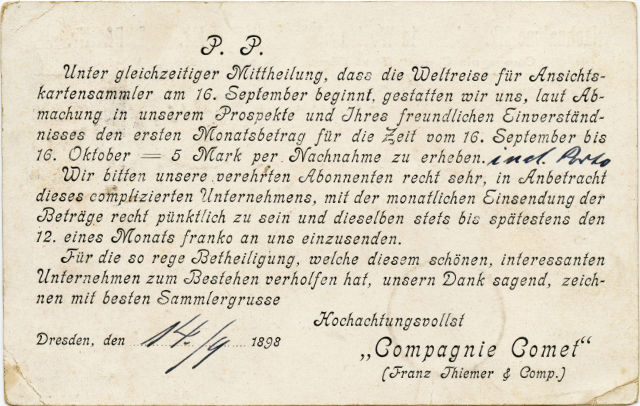 P. P.
Unter gleichzeitiger Mittheilung, dass die Weltreise für Ansichts-
kartensammler am 16. September beginnt, gestatten wir uns, laut Ab-
machung in unserem Prospekte und Ihres freundlichen Einverständ-
nisses den ersten Monatsbetrag für die Zeit vom 16. September bis
16. Oktober = 5 Mark per Nachnahme zu erheben. incl. Porto
Wir bitten unsere verehrten Abonnenten recht sehr, in Anbetracht
dieses complizierten Unternehmens, mit der monatlichen Einsendung der
Beträge recht pünktlich zu sein und dieselben stets bis spätestens den
12. eines Monats franko an uns einzusenden.
Für die so rege Betheiligung, welche diesem schönen, interessanten
Unternehmen zum Bestehen verholfen hat, unsern Dank sagend, zeich-
nen mit besten Sammlergrusse
Hochachtungsvollst
Dresden, den 14./9 1898
„Compagnie Comet“
(Franz Thiemer & Comp.)